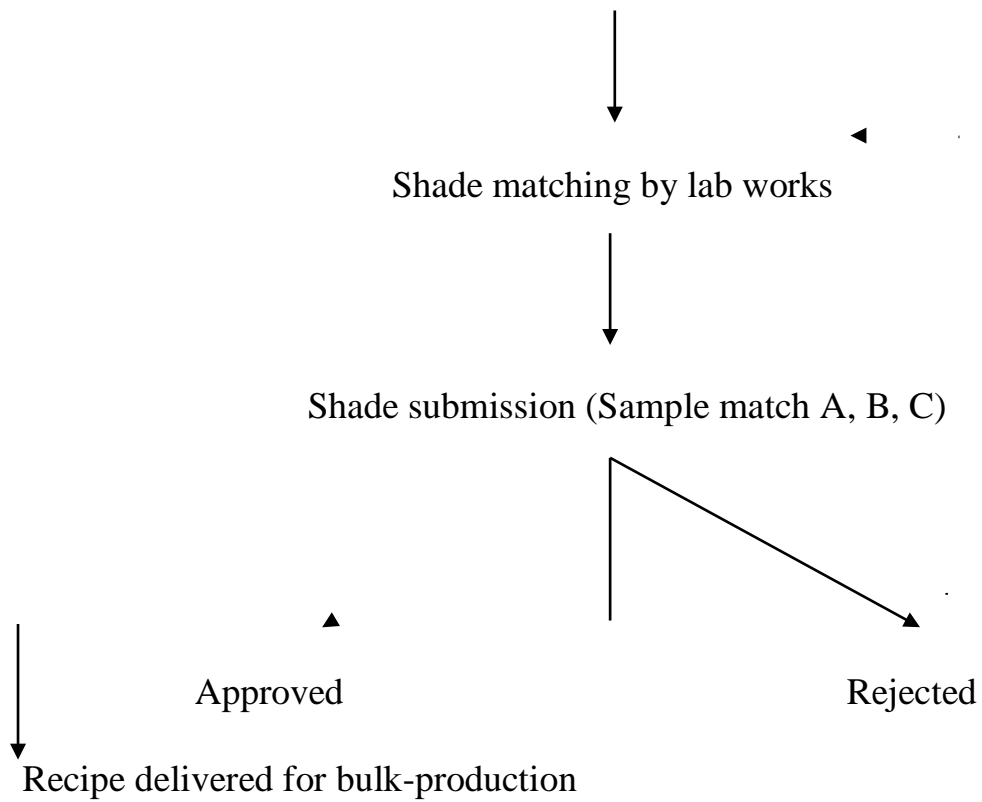 Shade matching by lab works
Shade submission (Sample match A, B, C)
Approved
Rejected
Recipe delivered for bulk-production